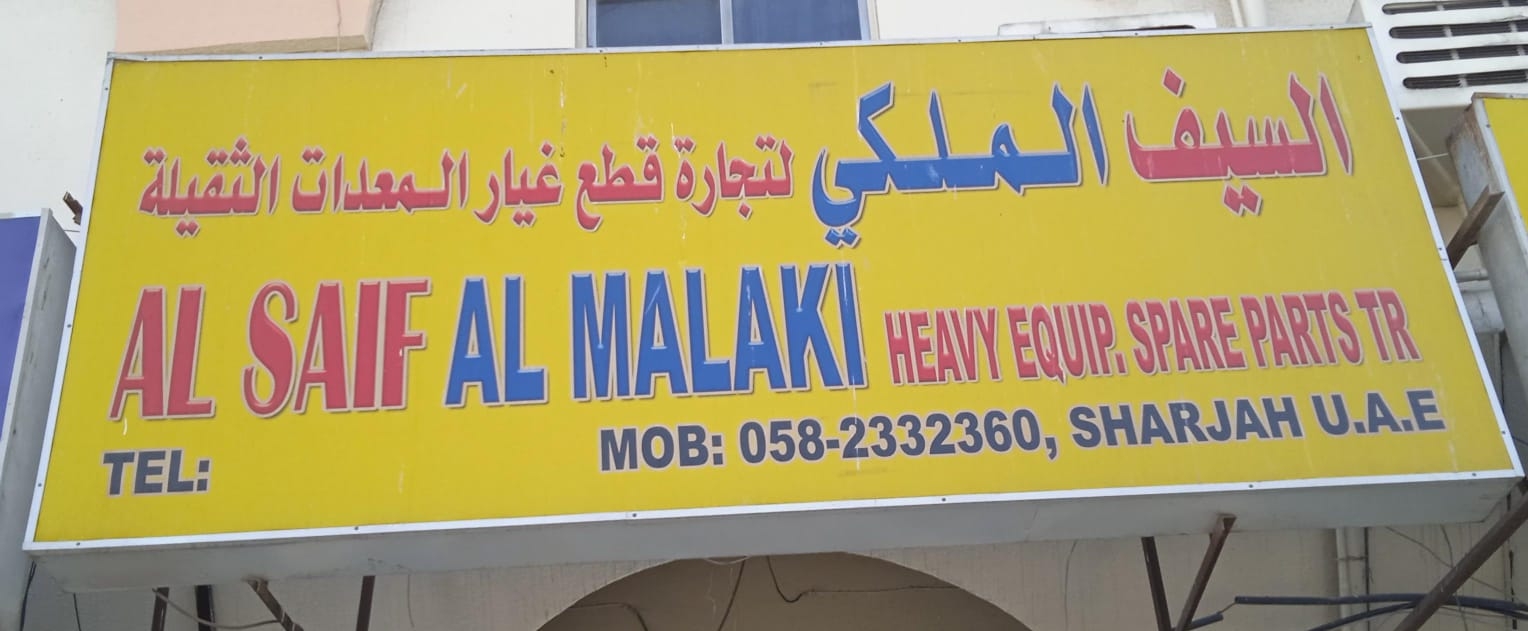 السيف الملكي لتجارة قطع غيار المعدات الثقيلة
AL SAIF AL MALAKI HEAVY EQUIP. SPARE PARTS TR
TEL: MOB: 058-2332360, SHARJAH U.A.E